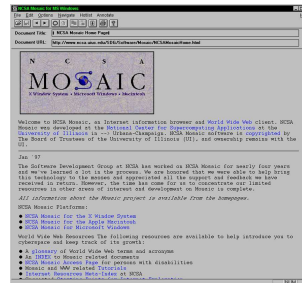 NCSA Mosaic for MS Windows
File Edit Options Navigate Hotlist Annotate
Document Title: NCSA Mosaic Home Page
Document URL: http://www.ncsa.uiuc.edu/SDG/Software/Mosaic/NCSAMosaicHome.html
N C S A
MOSAIC
X Window System • Microsoft Windows • Macintosh
Welcome to NCSA Mosaic, an Internet information browser and World Wide Web client. NCSA
Mosaic was developed at the National Center for Supercomputing Applications at the
University of Illinois in --> Urbana-Champaign. NCSA Mosaic software is copyrighted by
The Board of Trustees of the University of Illinois (UI), and ownership remains with the
UI.
Jan '97
The Software Development Group at NCSA has worked on NCSA Mosaic for nearly four years
and we've learned a lot in the process. We are honored that we were able to help bring
this technology to the masses and appreciated all the support and feedback we have
received in return. However, the time has come for us to concentrate our limited
resources in other areas of interest and development on Mosaic is complete.
All information about the Mosaic project is available from the homepages.
NCSA Mosaic Platforms:
NCSA Mosaic for the X Window System
NCSA Mosaic for the Apple Macintosh
NCSA Mosaic for Microsoft Windows
World Wide Web Resources The following resources are available to help introduce you to
cyberspace and keep track of its growth:
A glossary of World Wide Web terms and acronyms
An INDEX to Mosaic related documents
NCSA Mosaic Access Page for persons with disabilities
Mosaic and WWW related Tutorials
Internet Resources Meta-Index at NCSA